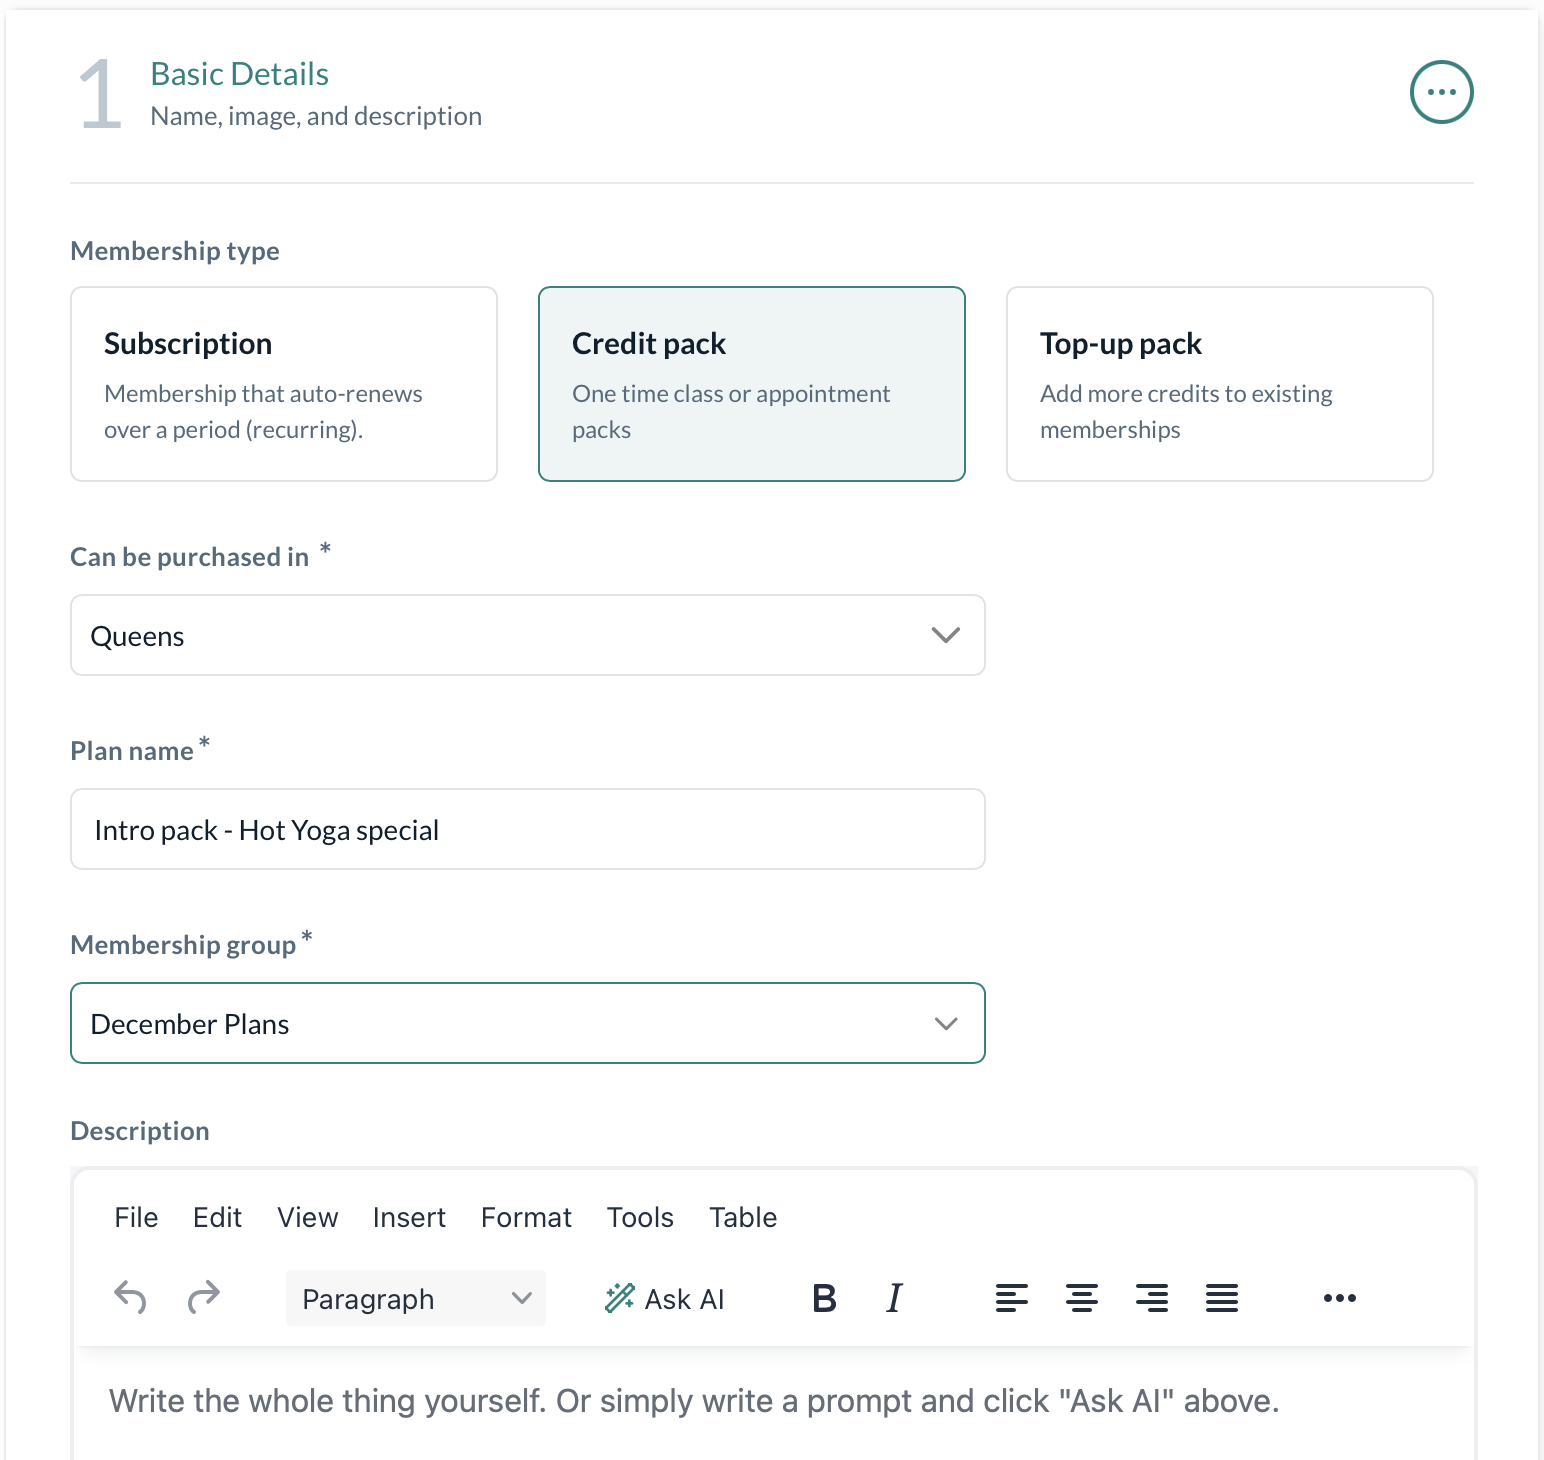 1
Basic Details
Name, image, and description
Membership type
Subscription
Membership that auto-renews
over a period (recurring).
Credit pack
One time class or appointment
packs
Top-up pack
Add more credits to existing
memberships
Can be purchased in *
Queens
Plan name *
Intro pack - Hot Yoga special
Membership group *
December Plans
Description
File Edit View Insert Format Tools Table
Paragraph Ask AI B I
Write the whole thing yourself. Or simply write a prompt and click "Ask AI" above.